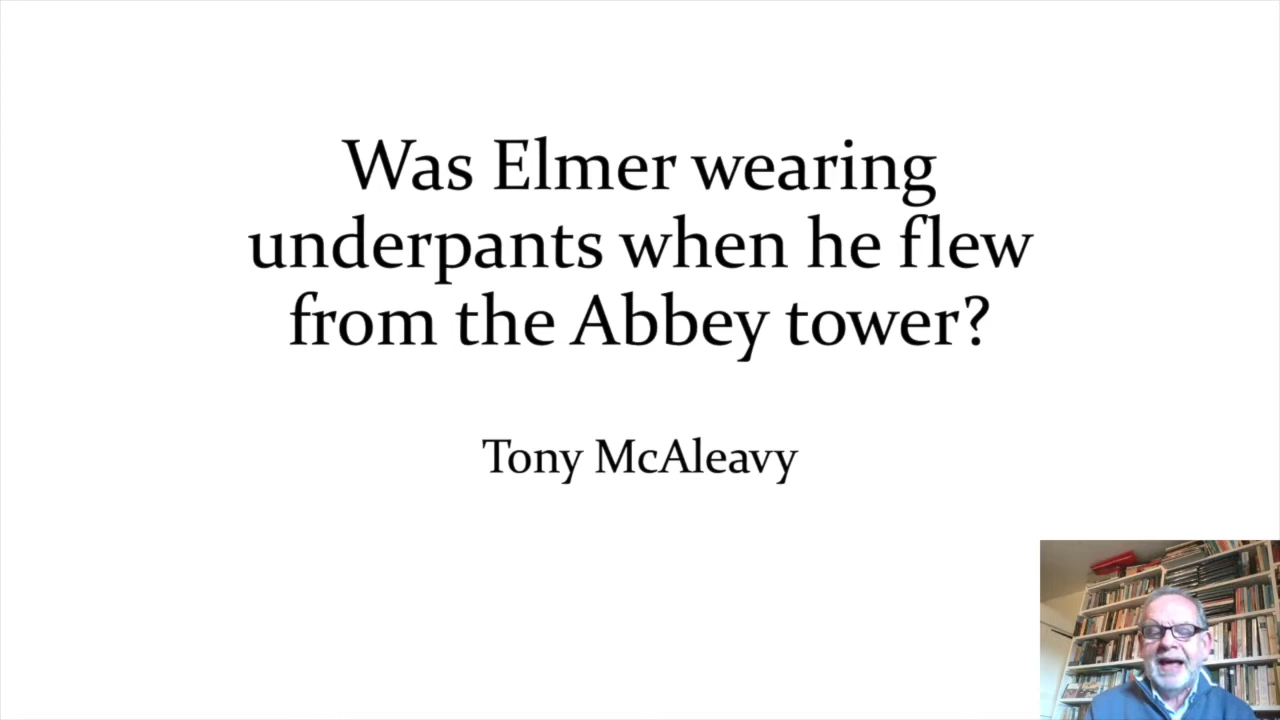 Was Elmer wearing
underpants when he flew
from the Abbey tower?
Tony McAleavy